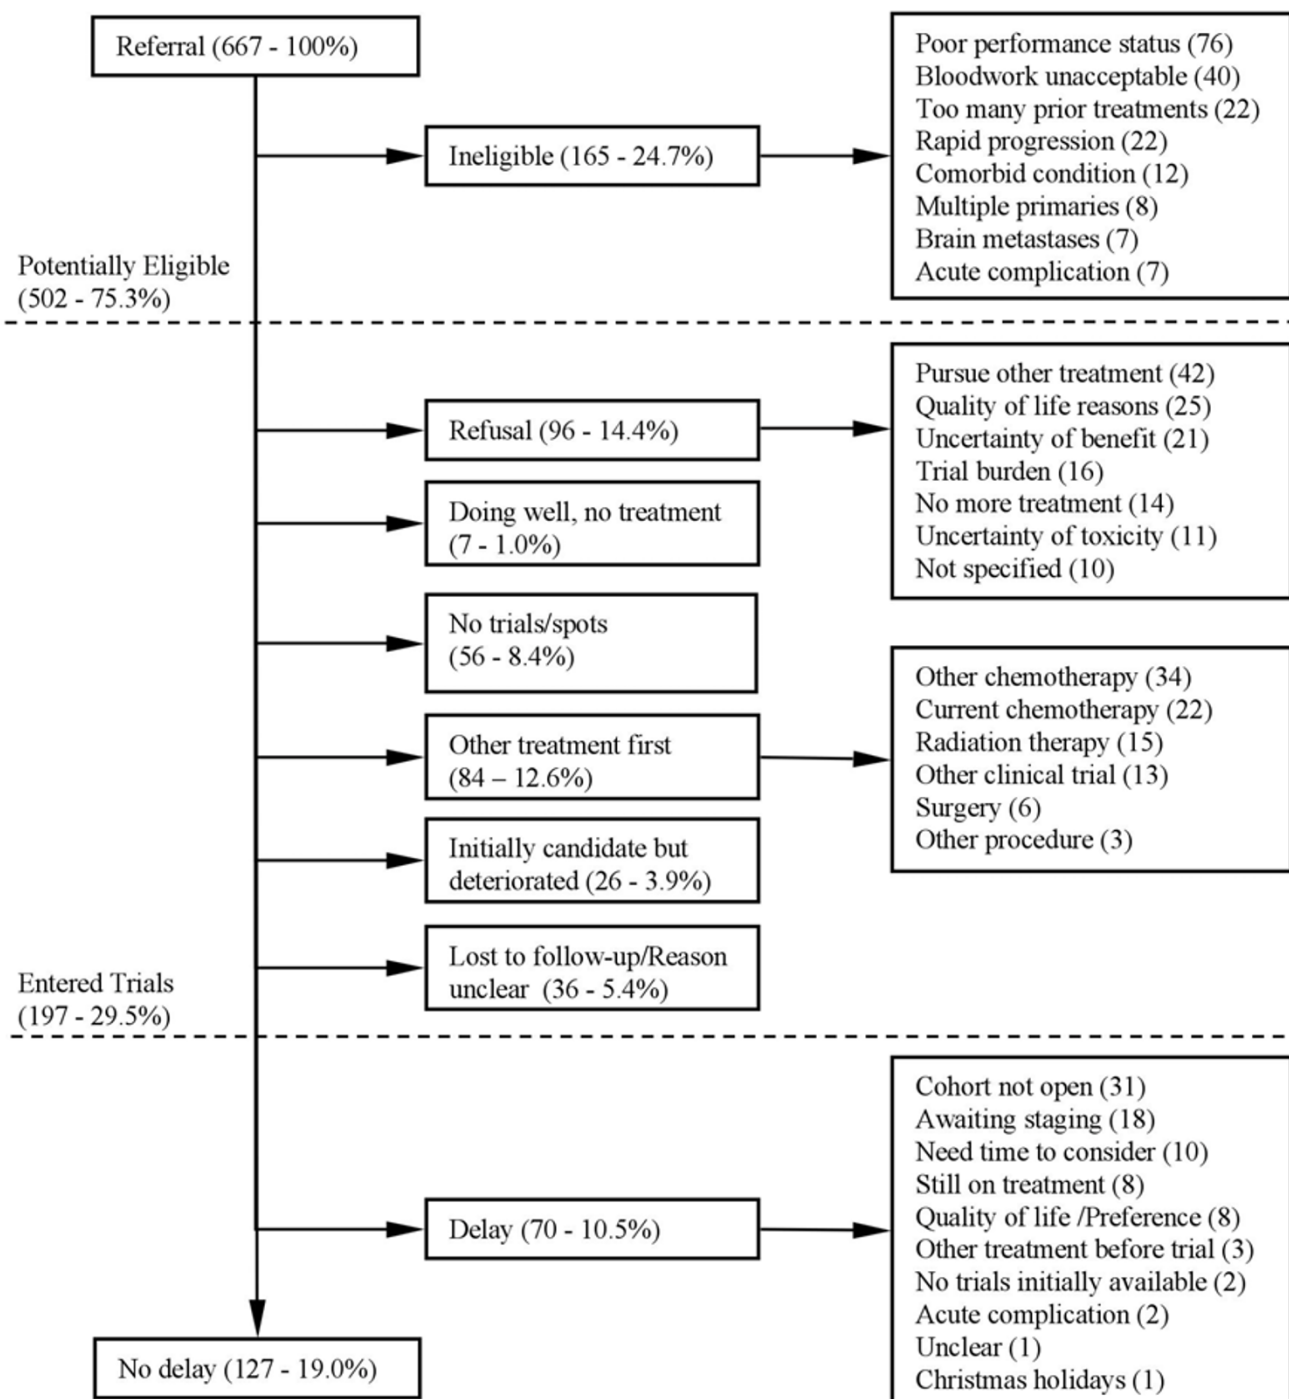 Referral (667 - 100%)
Ineligible (165 - 24.7%)
Poor performance status (76)
Bloodwork unacceptable (40)
Too many prior treatments (22)
Rapid progression (22)
Comorbid condition (12)
Multiple primaries (8)
Brain metastases (7)
Acute complication (7)
Potentially Eligible
(502 - 75.3%)
Refusal (96 - 14.4%)
Pursue other treatment (42)
Quality of life reasons (25)
Uncertainty of benefit (21)
Trial burden (16)
No more treatment (14)
Uncertainty of toxicity (11)
Not specified (10)
Doing well, no treatment
(7 - 1.0%)
No trials/spots
(56 - 8.4%)
Other treatment first
(84 – 12.6%)
Other chemotherapy (34)
Current chemotherapy (22)
Radiation therapy (15)
Other clinical trial (13)
Surgery (6)
Other procedure (3)
Initially candidate but
deteriorated (26 - 3.9%)
Lost to follow-up/Reason
unclear (36 - 5.4%)
Entered Trials
(197 - 29.5%)
Delay (70 - 10.5%)
Cohort not open (31)
Awaiting staging (18)
Need time to consider (10)
Still on treatment (8)
Quality of life /Preference (8)
Other treatment before trial (3)
No trials initially available (2)
Acute complication (2)
Unclear (1)
Christmas holidays (1)
No delay (127 - 19.0%)